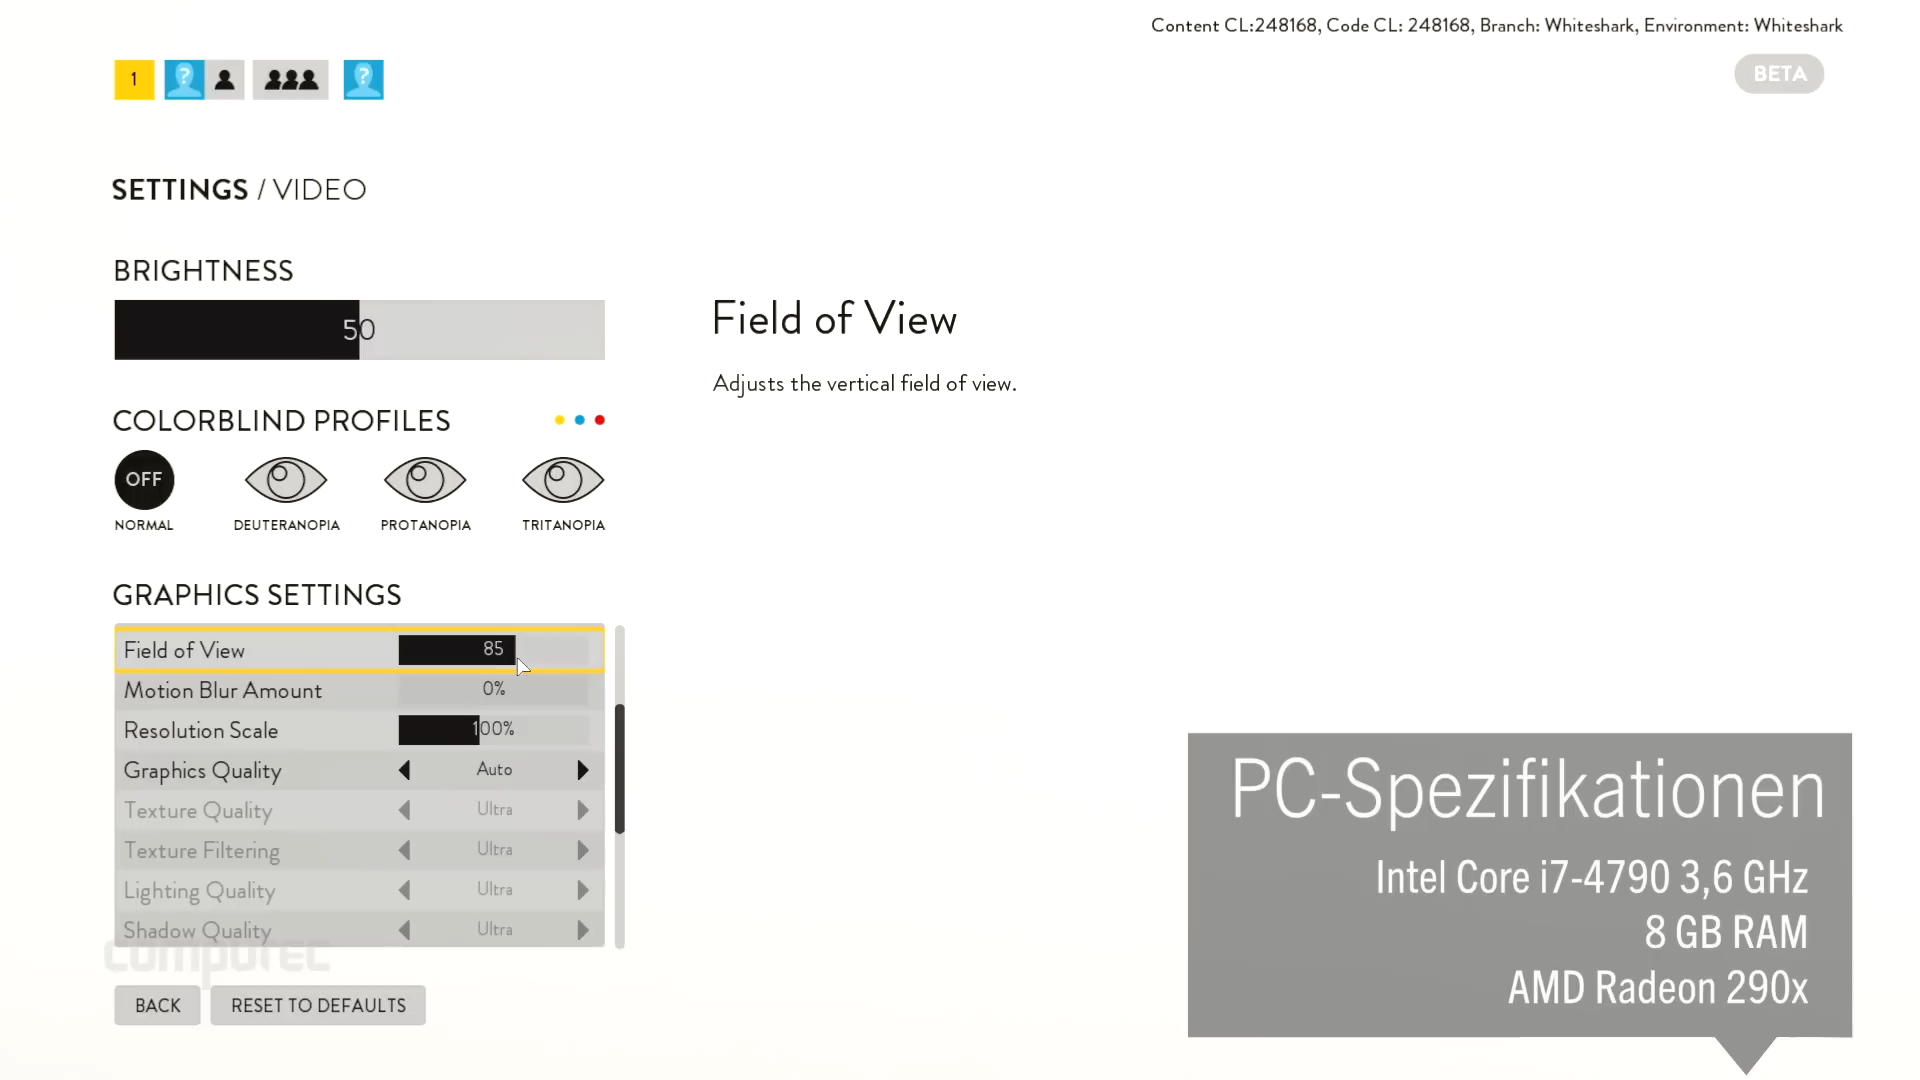 Content CL:248168, Code CL: 248168, Branch: Whiteshark, Environment: Whiteshark
BETA
1
SETTINGS / VIDEO
BRIGHTNESS
50
Field of View
Adjusts the vertical field of view.
COLORBLIND PROFILES
OFF
NORMAL DEUTERANOPIA PROTANOPIA TRITANOPIA
GRAPHICS SETTINGS
Field of View 85
Motion Blur Amount 0%
Resolution Scale 100%
Graphics Quality Auto
Texture Quality Ultra
Texture Filtering Ultra
Lighting Quality Ultra
Shadow Quality Ultra
computec
BACK RESET TO DEFAULTS
PC-Spezifikationen
Intel Core i7-4790 3,6 GHz
8 GB RAM
AMD Radeon 290x